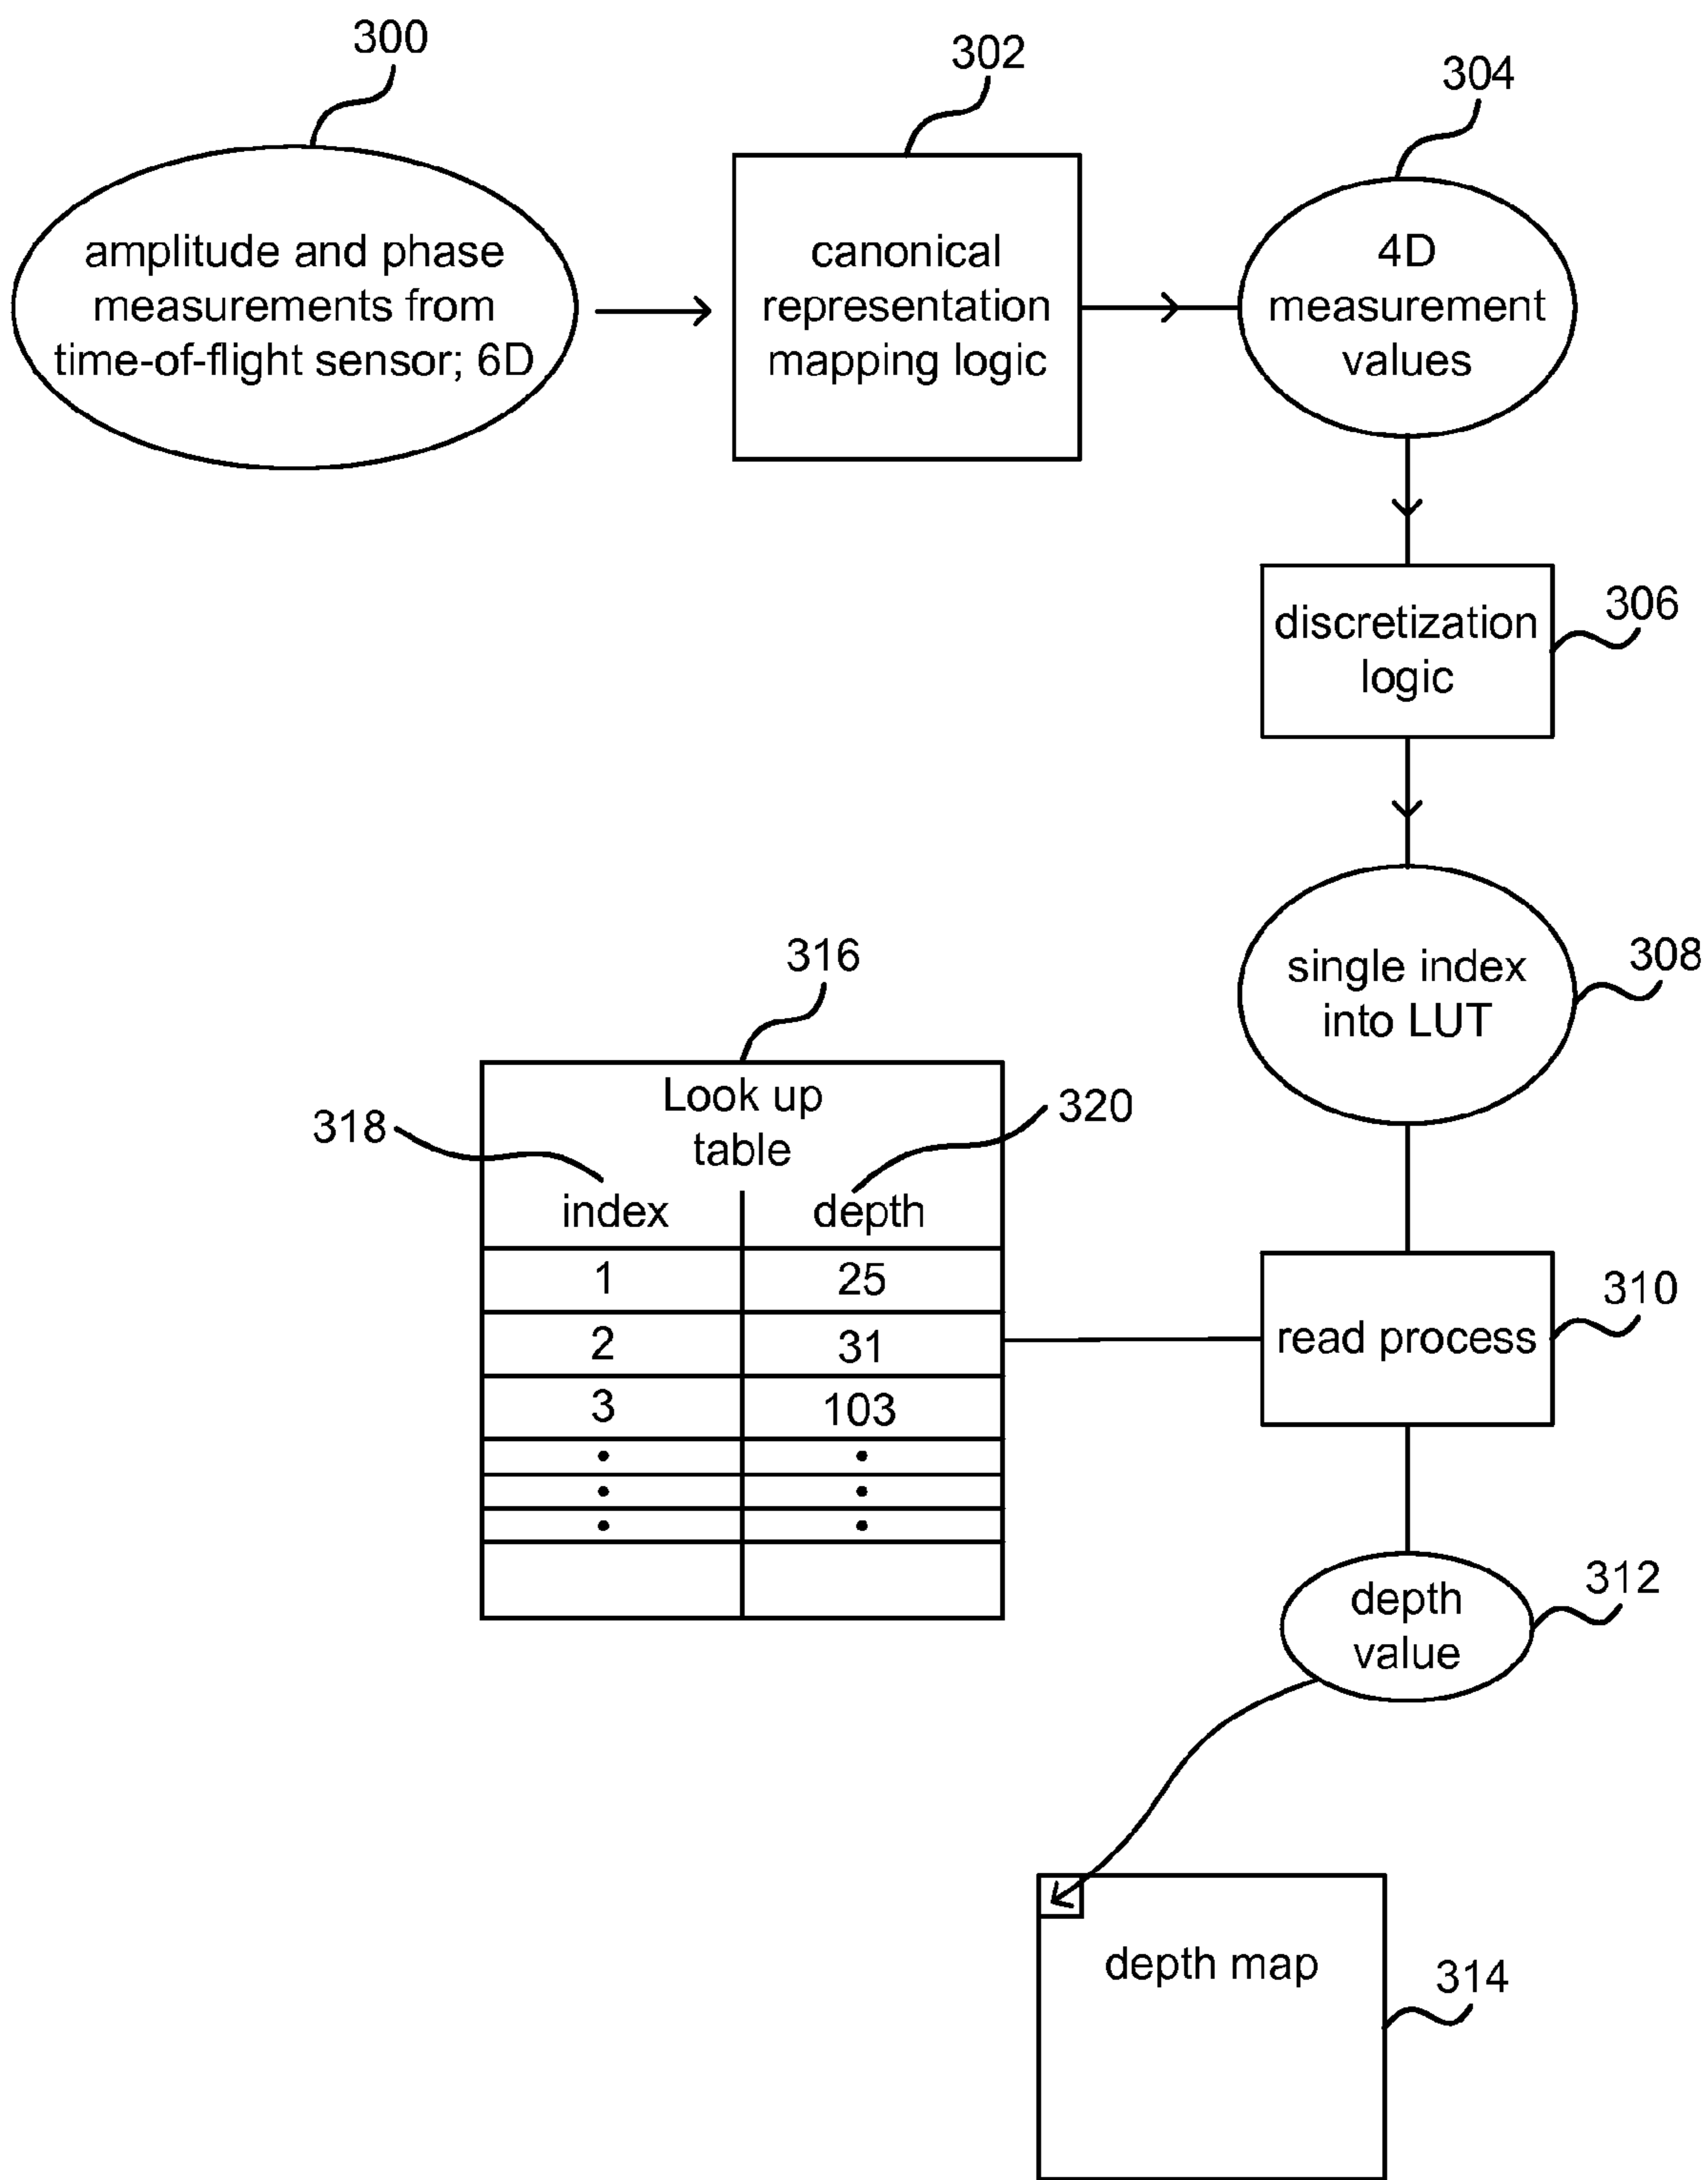 300
302
304
amplitude and phase
measurements from
time-of-flight sensor; 6D
canonical
representation
mapping logic
4D
measurement
values
discretization
logic
306
single index
into LUT
308
316
Look up
table
318
320
index depth
1 25
2 31
3 103
read process
310
depth
value
312
depth map
314